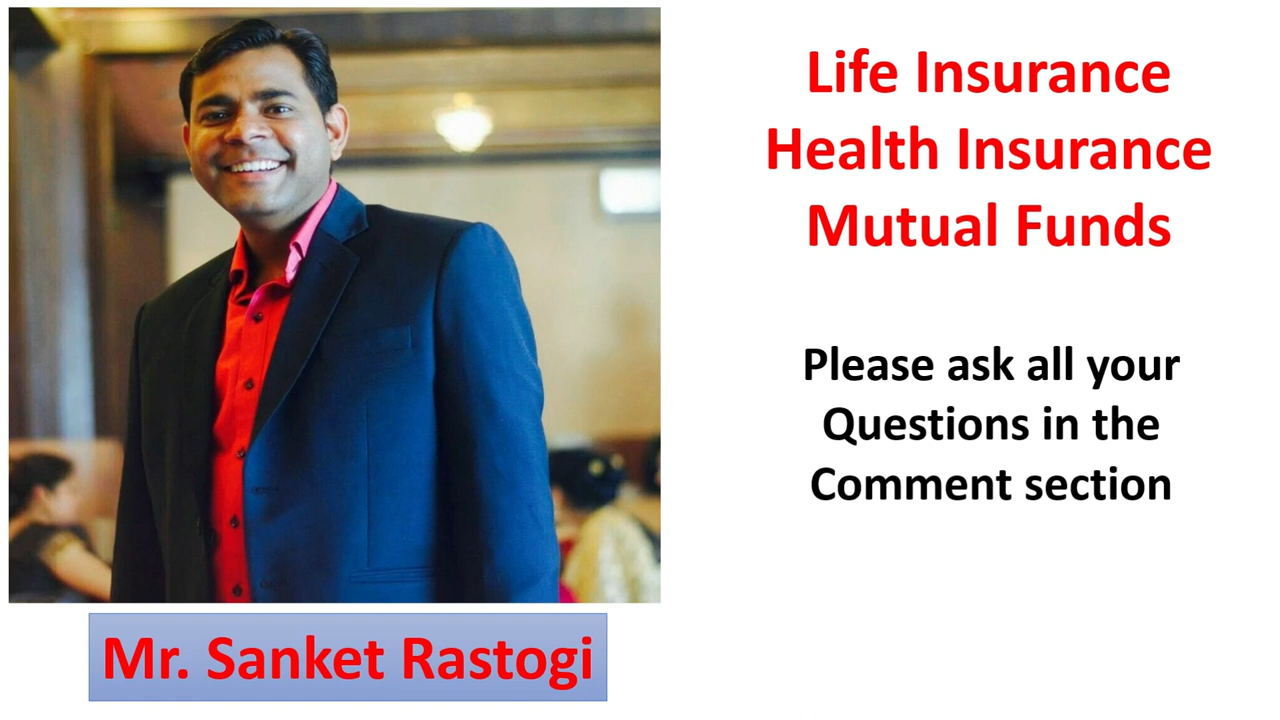 Life Insurance
Health Insurance
Mutual Funds
Please ask all your
Questions in the
Comment section
Mr. Sanket Rastogi